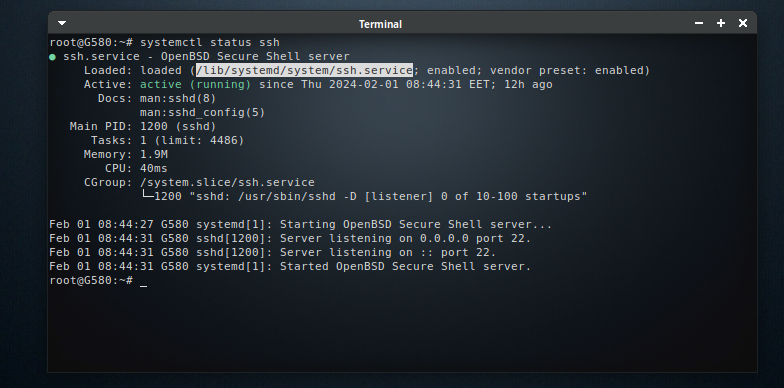 Terminal
root@G580:~# systemctl status ssh
● ssh.service - OpenBSD Secure Shell server
     Loaded: loaded (/lib/systemd/system/ssh.service; enabled; vendor preset: enabled)
     Active: active (running) since Thu 2024-02-01 08:44:31 EET; 12h ago
       Docs: man:sshd(8)
             man:sshd_config(5)
   Main PID: 1200 (sshd)
      Tasks: 1 (limit: 4486)
     Memory: 1.9M
        CPU: 40ms
     CGroup: /system.slice/ssh.service
             └─1200 "sshd: /usr/sbin/sshd -D [listener] 0 of 10-100 startups"
Feb 01 08:44:27 G580 systemd[1]: Starting OpenBSD Secure Shell server...
Feb 01 08:44:31 G580 sshd[1200]: Server listening on 0.0.0.0 port 22.
Feb 01 08:44:31 G580 sshd[1200]: Server listening on :: port 22.
Feb 01 08:44:31 G580 systemd[1]: Started OpenBSD Secure Shell server.
root@G580:~# _